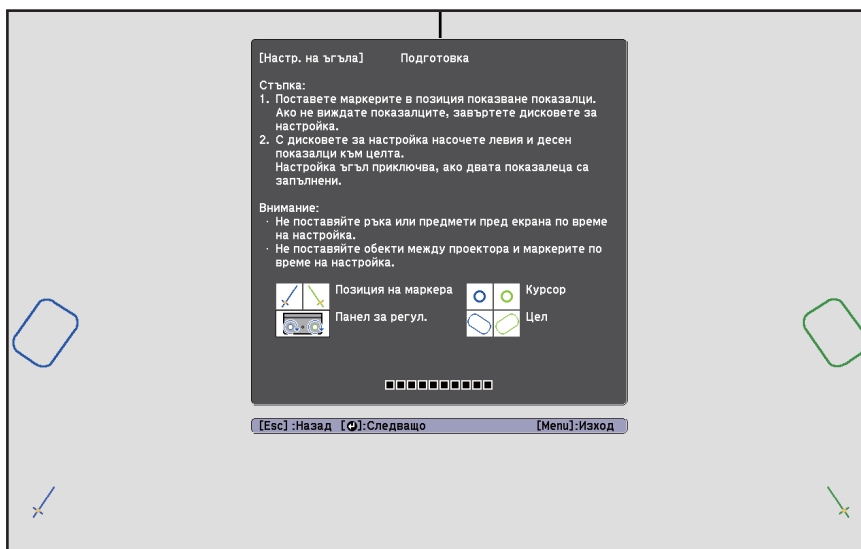 [Настр. на ъгъла] Подготовка
Стъпка:
1. Поставете маркерите в позиция показване показалци.
Ако не виждате показалците, завъртете дисковете за
настройка.
2. С дисковете за настройка насочете левия и десен
показалци към целта.
Настройка ъгъл приключва, ако двата показалеца са
запълнени.
Внимание:
· Не поставяйте ръка или предмети пред екрана по време
на настройка.
· Не поставяйте обекти между проектора и маркерите по
време на настройка.
Позиция на маркера Курсор
Панел за регул. Цел
[Esc] :Назад [⏎]:Следващо [Menu]:Изход